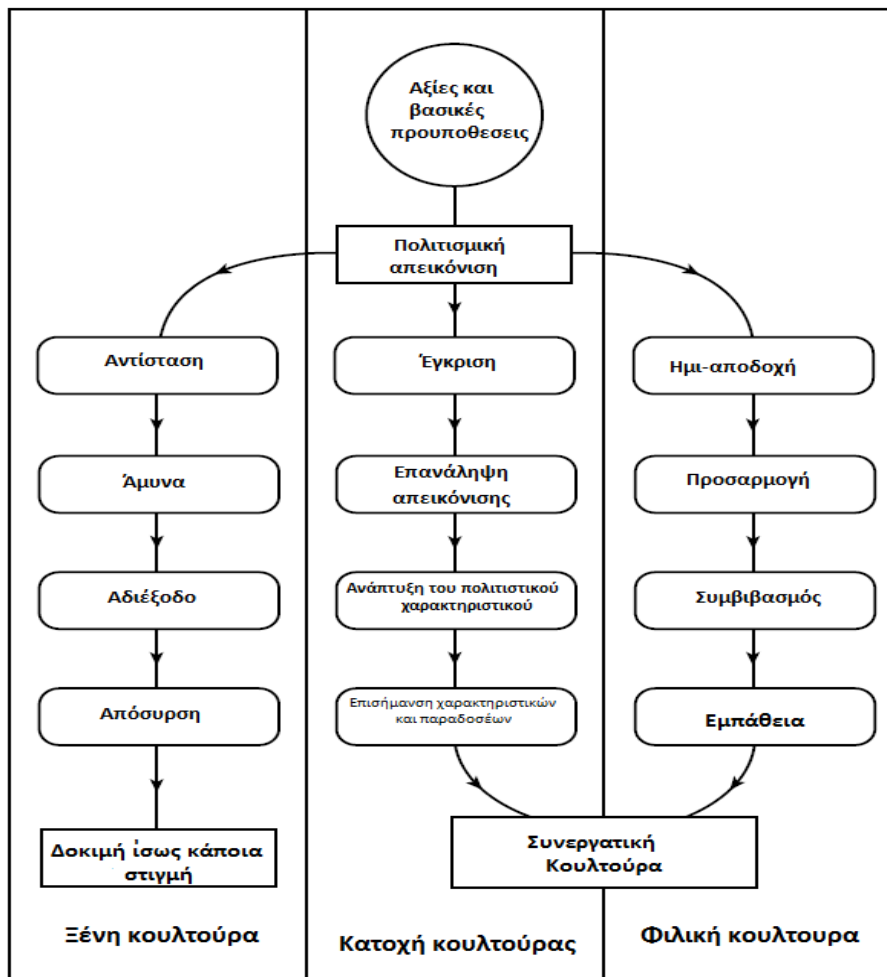 Αξίες και
βασικές
προυποθεσεις
Πολιτισμική
απεικόνιση
Αντίσταση
Έγκριση
Ημι-αποδοχή
Άμυνα
Επανάληψη
απεικόνισης
Προσαρμογή
Αδιέξοδο
Ανάπτυξη του πολιτιστικού
χαρακτηριστικού
Συμβιβασμός
Απόσυρση
Επισήμανση χαρακτηριστικών
και παραδοσέων
Εμπάθεια
Δοκιμή ίσως κάποια
στιγμή
Συνεργατική
Κουλτούρα
Ξένη κουλτούρα
Κατοχή κουλτούρας
Φιλική κουλτουρα